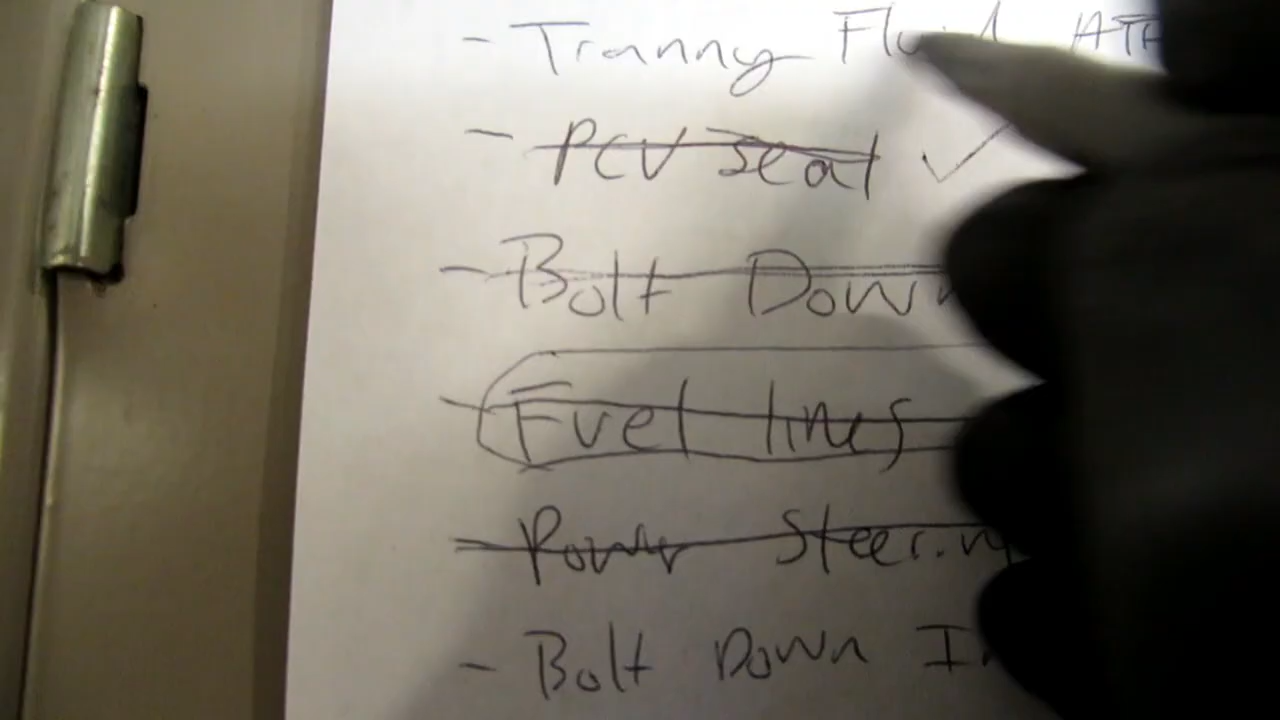 - Tranny Fluid
- PCV seal ✓
- Bolt Down
- Fuel lines
- Power Steering
- Bolt Down